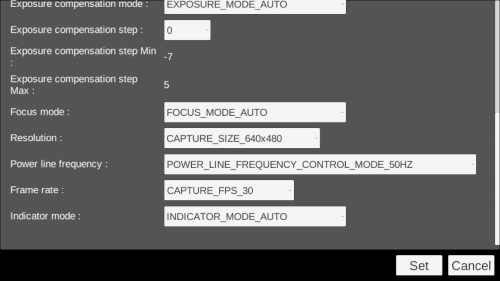 Exposure compensation mode : EXPOSURE_MODE_AUTO
Exposure compensation step : 0
Exposure compensation step Min : -7
Exposure compensation step Max : 5
Focus mode : FOCUS_MODE_AUTO
Resolution : CAPTURE_SIZE_640x480
Power line frequency : POWER_LINE_FREQUENCY_CONTROL_MODE_50HZ
Frame rate : CAPTURE_FPS_30
Indicator mode : INDICATOR_MODE_AUTO
Set Cancel